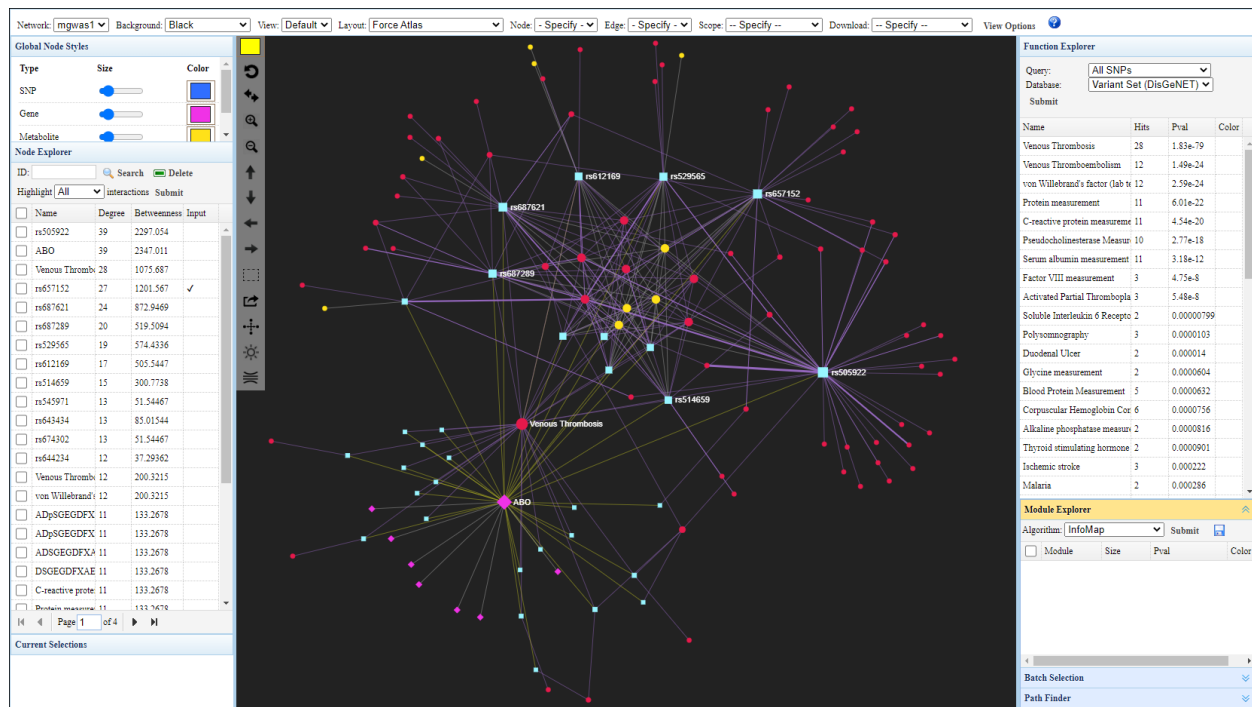 Network: mgwas1 Background: Black View: Default Layout: Force Atlas Node: - Specify - Edge: - Specify - Scope: -- Specify -- Download: -- Specify -- View Options ?
Global Node Styles
Type Size Color
SNP
Gene
Metabolite
Node Explorer
ID: Search Delete
Highlight All interactions Submit
Name Degree Betweenness Input
rs505922 39 2297.054
ABO 39 2347.011
Venous Thromb 28 1075.687
rs657152 27 1201.567 ✓
rs687621 24 872.9469
rs687289 20 519.5094
rs529565 19 574.4336
rs612169 17 505.5447
rs514659 15 300.7738
rs545971 13 51.54467
rs643434 13 85.01544
rs674302 13 51.54467
rs644234 12 37.29362
Venous Thromb 12 200.3215
von Willebrand's 12 200.3215
ADpSGEGDFX 11 133.2678
ADpSGEGDFX 11 133.2678
ADSGEGDFXA 11 133.2678
DSGEGDFXAE 11 133.2678
C-reactive prote 11 133.2678
Protein measure 11 133.2678
Page 1 of 4
Current Selections
rs612169
rs529565
rs657152
rs687621
rs687289
rs505922
rs514659
Venous Thrombosis
ABO
Function Explorer
Query: All SNPs
Database: Variant Set (DisGeNET)
Submit
Name Hits Pval Color
Venous Thrombosis 28 1.83e-79
Venous Thromboembolism 12 1.49e-24
von Willebrand's factor (lab te 12 2.59e-24
Protein measurement 11 6.01e-22
C-reactive protein measureme 11 4.54e-20
Pseudocholinesterase Measur 10 2.77e-18
Serum albumin measurement 11 3.18e-12
Factor VIII measurement 3 4.75e-8
Activated Partial Thrombopla 3 5.48e-8
Soluble Interleukin 6 Recepto 2 0.00000799
Polysomnography 3 0.0000103
Duodenal Ulcer 2 0.000014
Glycine measurement 2 0.0000604
Blood Protein Measurement 5 0.0000632
Corpuscular Hemoglobin Cor 6 0.0000756
Alkaline phosphatase measur 2 0.0000816
Thyroid stimulating hormone 2 0.0000901
Ischemic stroke 3 0.000222
Malaria 2 0.000286
Module Explorer
Algorithm: InfoMap Submit
Module Size Pval Color
Batch Selection
Path Finder